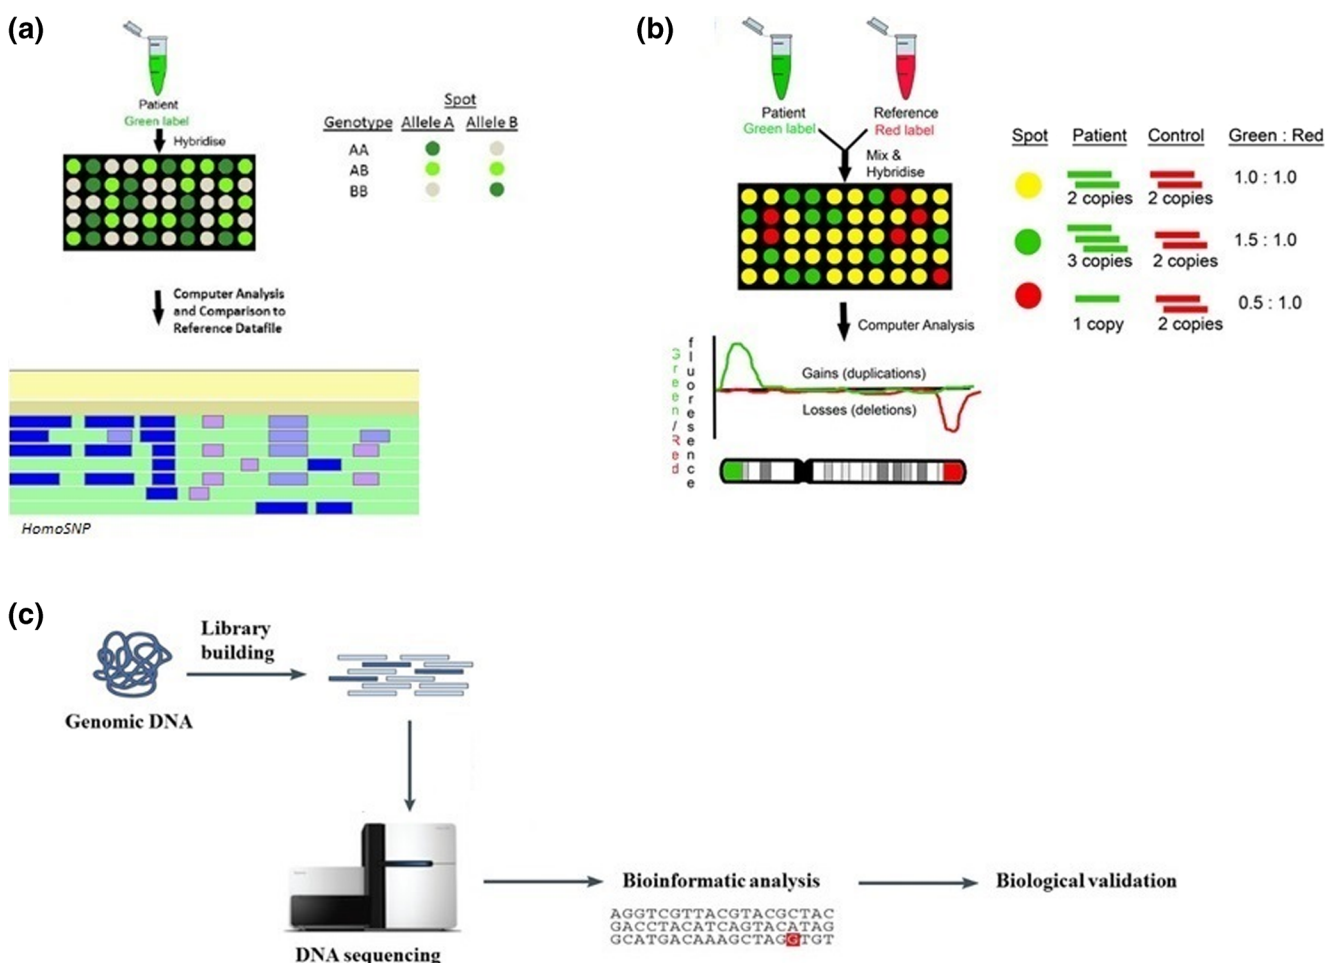 (a)
Patient
Green label
Hybridise
Spot
Genotype Allele A Allele B
AA
AB
BB
Computer Analysis
and Comparison to
Reference Datafile
HomoSNP
(b)
Patient
Green label
Reference
Red label
Mix &
Hybridise
Spot Patient Control Green : Red
2 copies 2 copies 1.0 : 1.0
3 copies 2 copies 1.5 : 1.0
1 copy 2 copies 0.5 : 1.0
Computer Analysis
Green/Red
fluoresence
Gains (duplications)
Losses (deletions)
(c)
Library
building
Genomic DNA
DNA sequencing
Bioinformatic analysis
AGGTCGTTACGTACGCTAC
GACCTACATCAGTACATAG
GCATGACAAAGCTAGGTGT
Biological validation